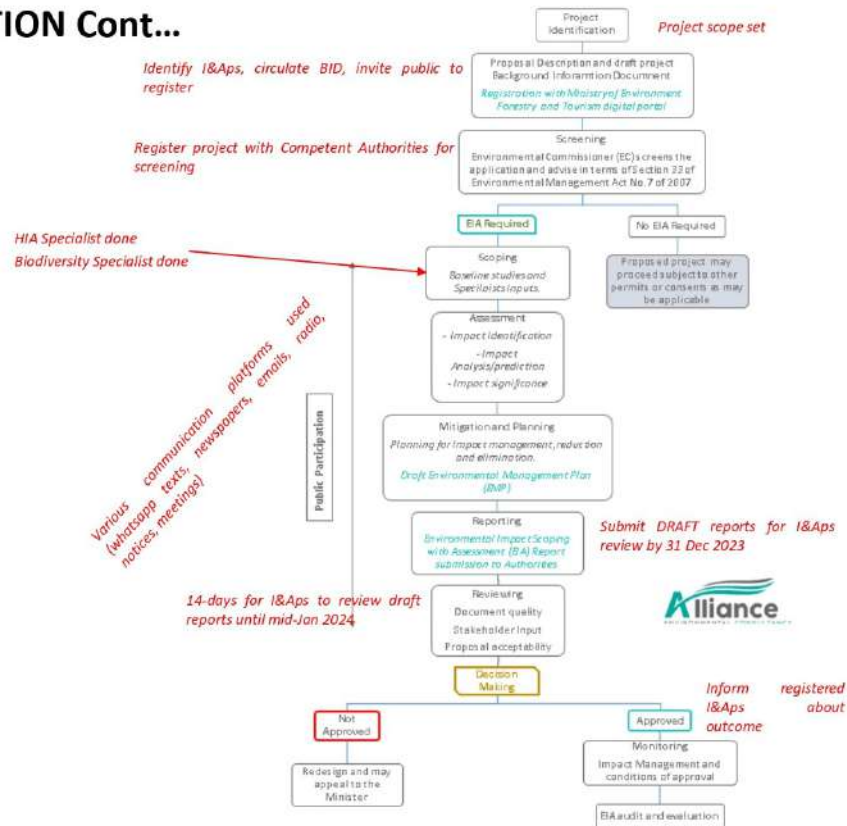 TION Cont...
Project
Identification
Project scope set
Identify I&Aps, circulate BID, invite public to
register
Proposal Description and draft project
Background Inforamtion Document
Registration with Ministryof Environment
Forestry and Tourism digital portal
Register project with Competent Authorities for
screening
Screening
Environmental Commissioner (EC) screens the
application and advise in terms of Section 33 of
Environmental Management Act No. 7 of 2007
EIA Required
No EIA Required
HIA Specialist done
Biodiversity Specialist done
Scoping
Baseline studies and
Speciloists Inputs.
Proposed project may
proceed subject to other
permits or consents as may
be applicable
Assessment
- Impact Identification
- Impact
Analysis/prediction
- Impact significance
Various communication platforms used
(whatsapp texts, newspapers, emails, radio,
notices, meetings)
Public Participation
Mitigation and Planning
Planning for Impact management, reduction
and elimination.
Draft Environmental Management Plan
(EMP)
Reporting
Environmental Impact Scoping
with Assessment (EIA) Report
submission to Authorities
Submit DRAFT reports for I&Aps
review by 31 Dec 2023
14-days for I&Aps to review draft
reports until mid-Jan 2024
Reviewing
Document quality
Stakeholder Input
Proposal acceptability
Alliance
ENVIRONMENTAL CONSULTANCY
Decision
Making
Inform registered
I&Aps about
outcome
Not
Approved
Approved
Redesign and may
appeal to the
Minister
Monitoring
Impact Management and
conditions of approval
EIA audit and evaluation